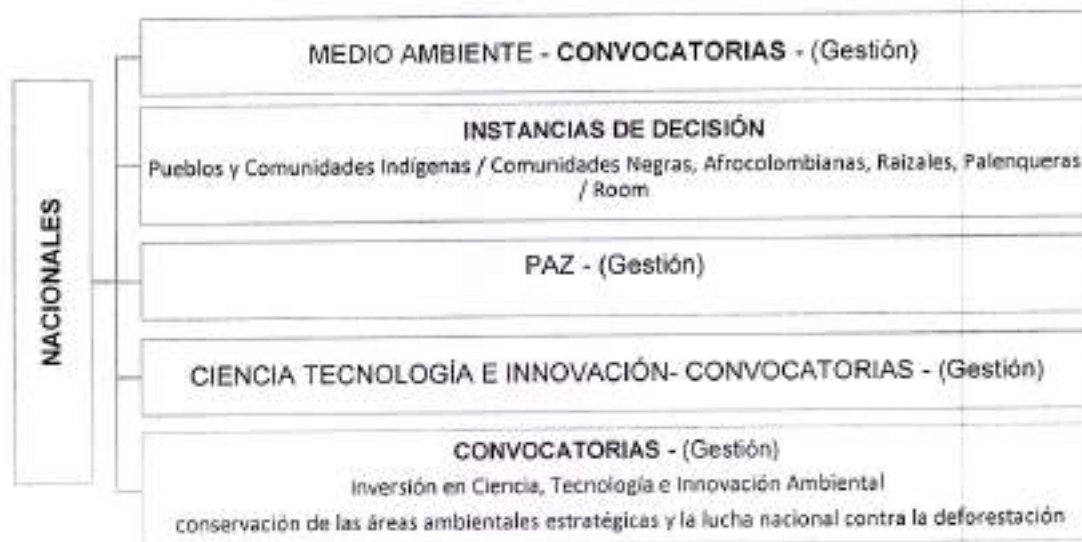 NACIONALES
MEDIO AMBIENTE - CONVOCATORIAS - (Gestión)
INSTANCIAS DE DECISIÓN
Pueblos y Comunidades Indígenas / Comunidades Negras, Afrocolombianas, Raizales, Palenqueras
/ Room
PAZ - (Gestión)
CIENCIA TECNOLOGÍA E INNOVACIÓN- CONVOCATORIAS - (Gestión)
CONVOCATORIAS - (Gestión)
Inversión en Ciencia, Tecnología e Innovación Ambiental
conservación de las áreas ambientales estratégicas y la lucha nacional contra la deforestación